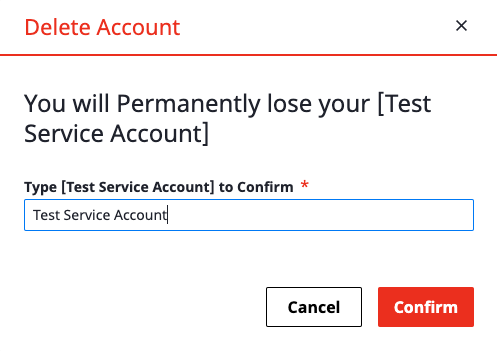 Delete Account
You will Permanently lose your [Test
Service Account]
Type [Test Service Account] to Confirm *
Test Service Account
Cancel
Confirm